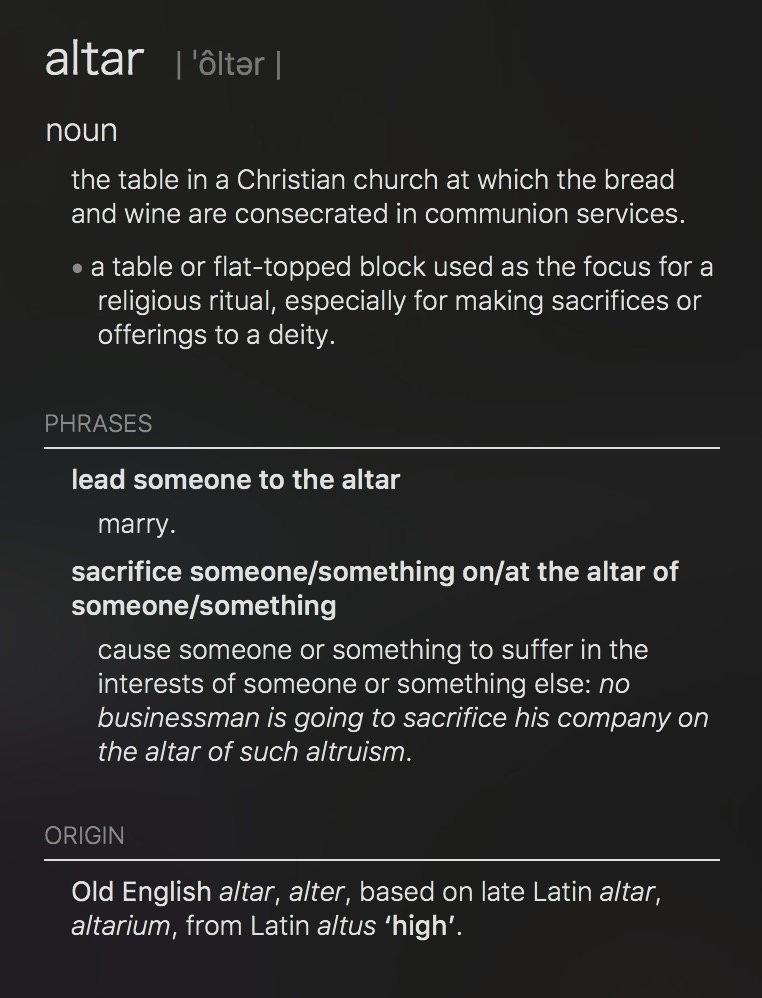 altar | ˈôltər |
noun
the table in a Christian church at which the bread
and wine are consecrated in communion services.
• a table or flat-topped block used as the focus for a
religious ritual, especially for making sacrifices or
offerings to a deity.
PHRASES
lead someone to the altar
marry.
sacrifice someone/something on/at the altar of
someone/something
cause someone or something to suffer in the
interests of someone or something else: no
businessman is going to sacrifice his company on
the altar of such altruism.
ORIGIN
Old English altar, alter, based on late Latin altar,
altarium, from Latin altus ‘high’.